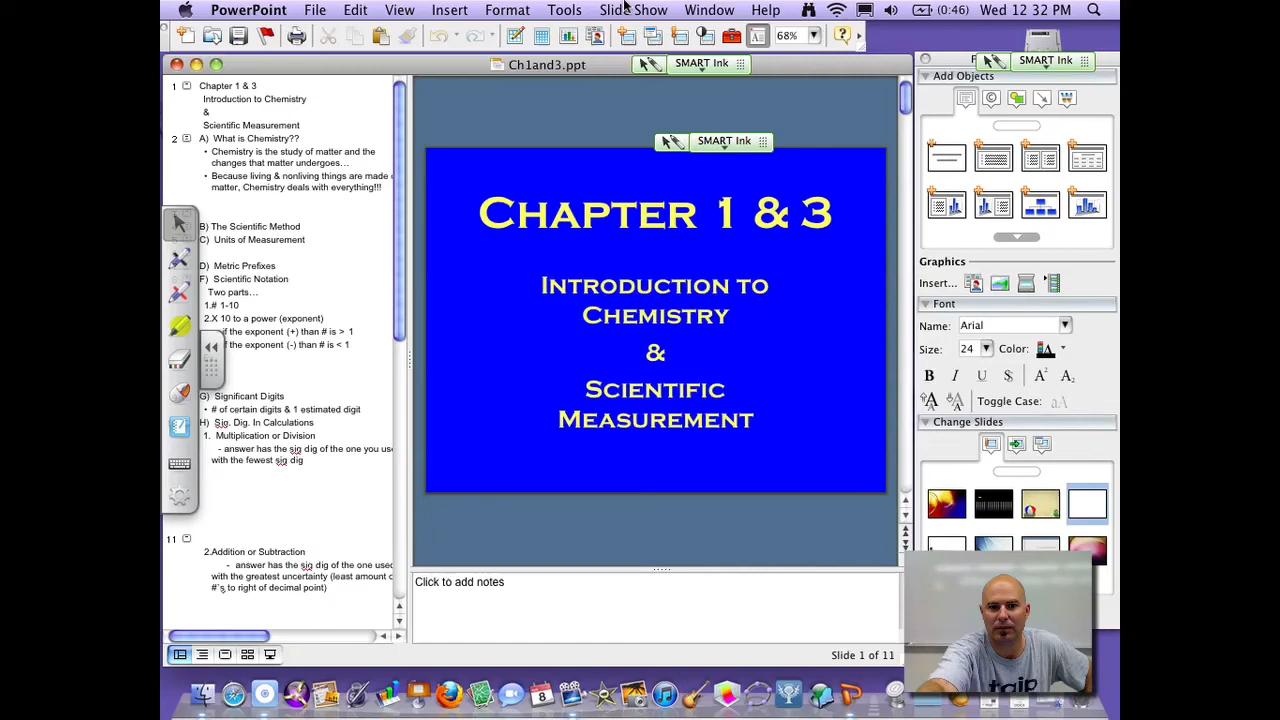 PowerPoint File Edit View Insert Format Tools Slide Show Window Help (0:46) Wed 12:32 PM
68%
Ch1and3.ppt
SMART Ink
SMART Ink
SMART Ink
1 Chapter 1 & 3
Introduction to Chemistry
&
Scientific Measurement
2 A) What is Chemistry??
• Chemistry is the study of matter and the
changes that matter undergoes…
• Because living & nonliving things are made
matter, Chemistry deals with everything!!!
B) The Scientific Method
C) Units of Measurement
D) Metric Prefixes
F) Scientific Notation
Two parts…
1.# 1-10
2.X 10 to a power (exponent)
if the exponent (+) than # is > 1
f the exponent (-) than # is < 1
G) Significant Digits
• # of certain digits & 1 estimated digit
H) Sig. Dig. In Calculations
1. Multiplication or Division
- answer has the sig dig of the one you use
with the fewest sig dig
11
2.Addition or Subtraction
- answer has the sig dig of the one used
with the greatest uncertainty (least amount
#`s to right of decimal point)
Chapter 1 & 3
Introduction to
Chemistry
&
Scientific
Measurement
Click to add notes
Slide 1 of 11
Add Objects
Graphics
Insert...
Font
Name: Arial
Size: 24 Color:
B I U S A² A₂
Toggle Case: aA
Change Slides
8